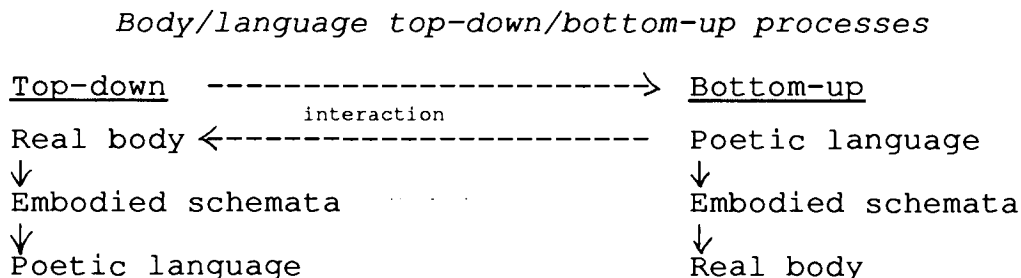 Body/language top-down/bottom-up processes
Top-down --------------------------> Bottom-up
interaction
Real body <-------------------------- Poetic language
↓ ↓
Embodied schemata Embodied schemata
↓ ↓
Poetic language Real body